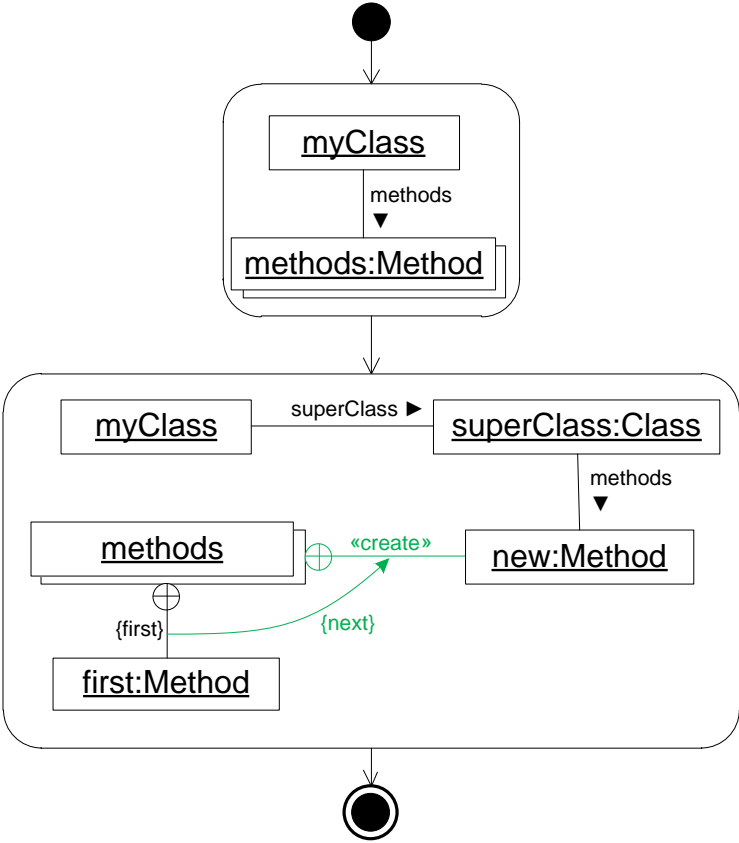 myClass
methods
▼
methods:Method
myClass
superClass ►
superClass:Class
methods
▼
methods
«create»
new:Method
{first}
{next}
first:Method